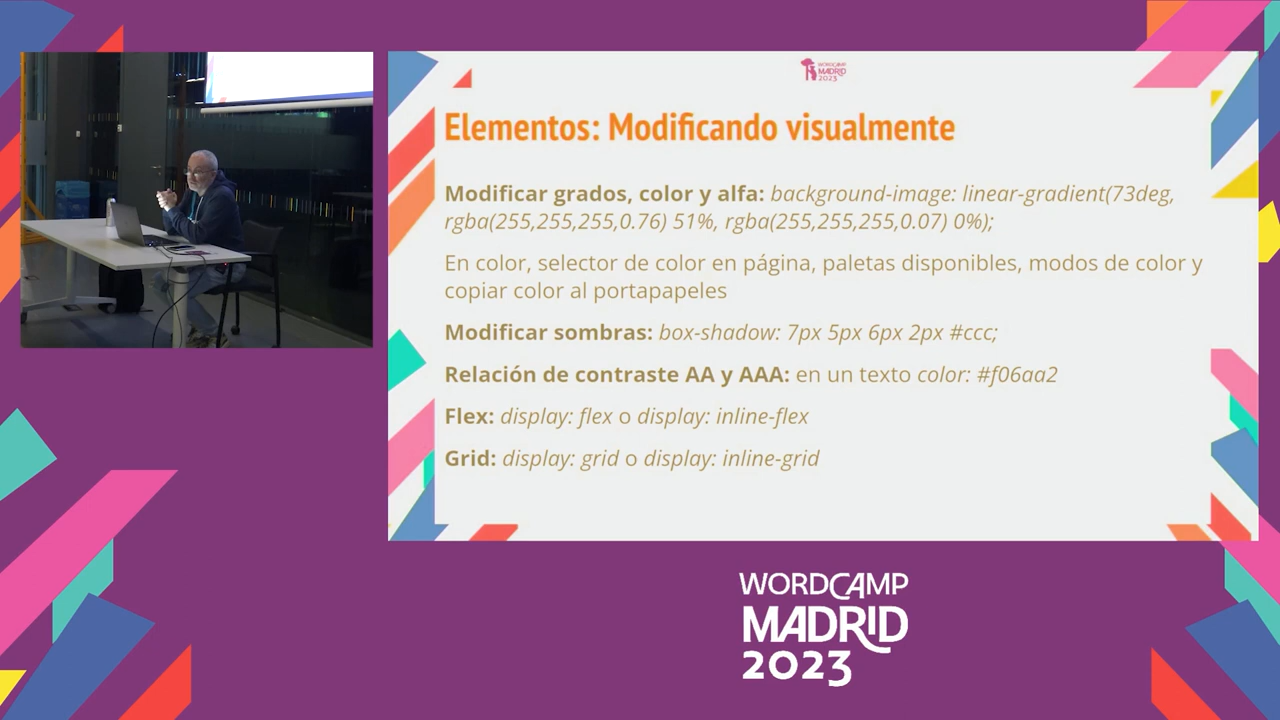 WORDCAMP
MADRID
2023
Elementos: Modificando visualmente
Modificar grados, color y alfa: background-image: linear-gradient(73deg,
rgba(255,255,255,0.76) 51%, rgba(255,255,255,0.07) 0%);
En color, selector de color en página, paletas disponibles, modos de color y
copiar color al portapapeles
Modificar sombras: box-shadow: 7px 5px 6px 2px #ccc;
Relación de contraste AA y AAA: en un texto color: #f06aa2
Flex: display: flex o display: inline-flex
Grid: display: grid o display: inline-grid
WORDCAMP
MADRID
2023